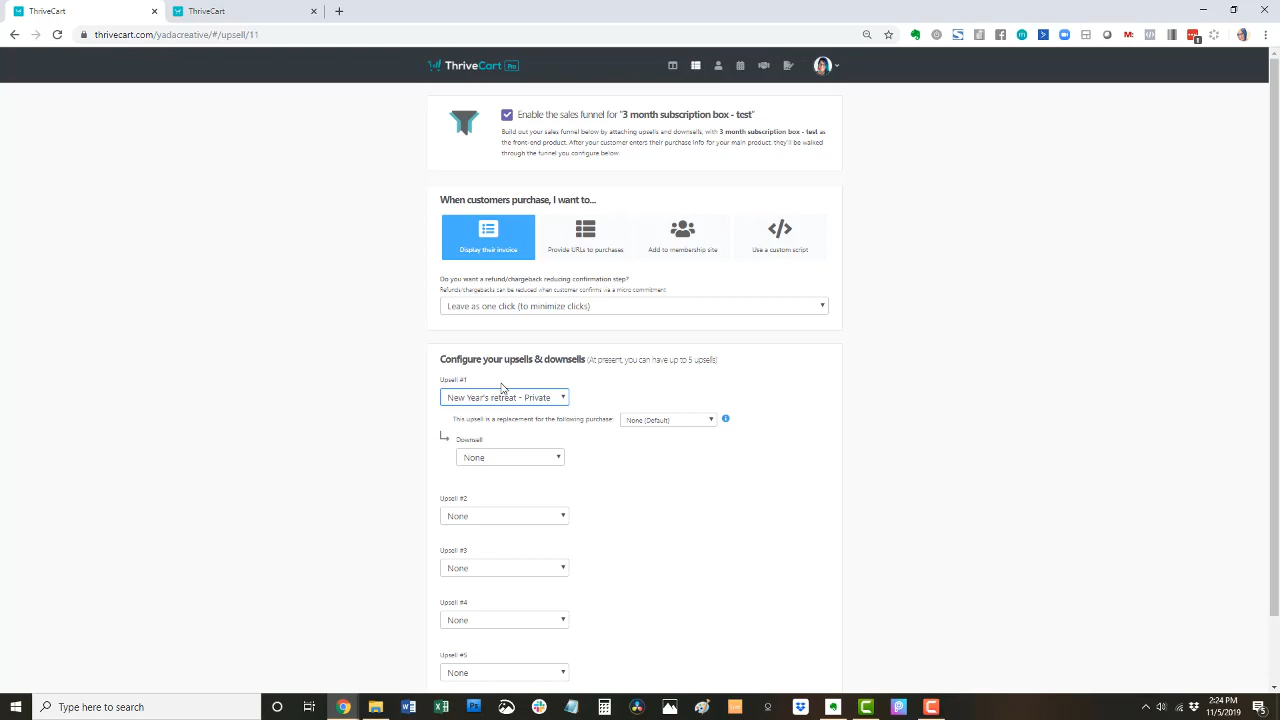 ThriveCart
ThriveCart
thrivecart.com/yadacreative/#/upsell/11
ThriveCart Pro
Enable the sales funnel for "3 month subscription box - test"
Build out your sales funnel below by attaching upsells and downsells, with 3 month subscription box - test as
the front-end product. After your customer enters their purchase info for your main product, they'll be walked
through the funnel you configure below.
When customers purchase, I want to...
Display their invoice
Provide URLs to purchases
Add to membership site
Use a custom script
Do you want a refund/chargeback reducing confirmation step?
Refunds/chargebacks can be reduced when customer confirms via a micro commitment
Leave as one click (to minimize clicks)
Configure your upsells & downsells (At present, you can have up to 5 upsells)
Upsell #1
New Year's retreat - Private
This upsell is a replacement for the following purchase: None (Default)
Downsell
None
Upsell #2
None
Upsell #3
None
Upsell #4
None
Upsell #5
None
Type here to search
2:24 PM
11/5/2019